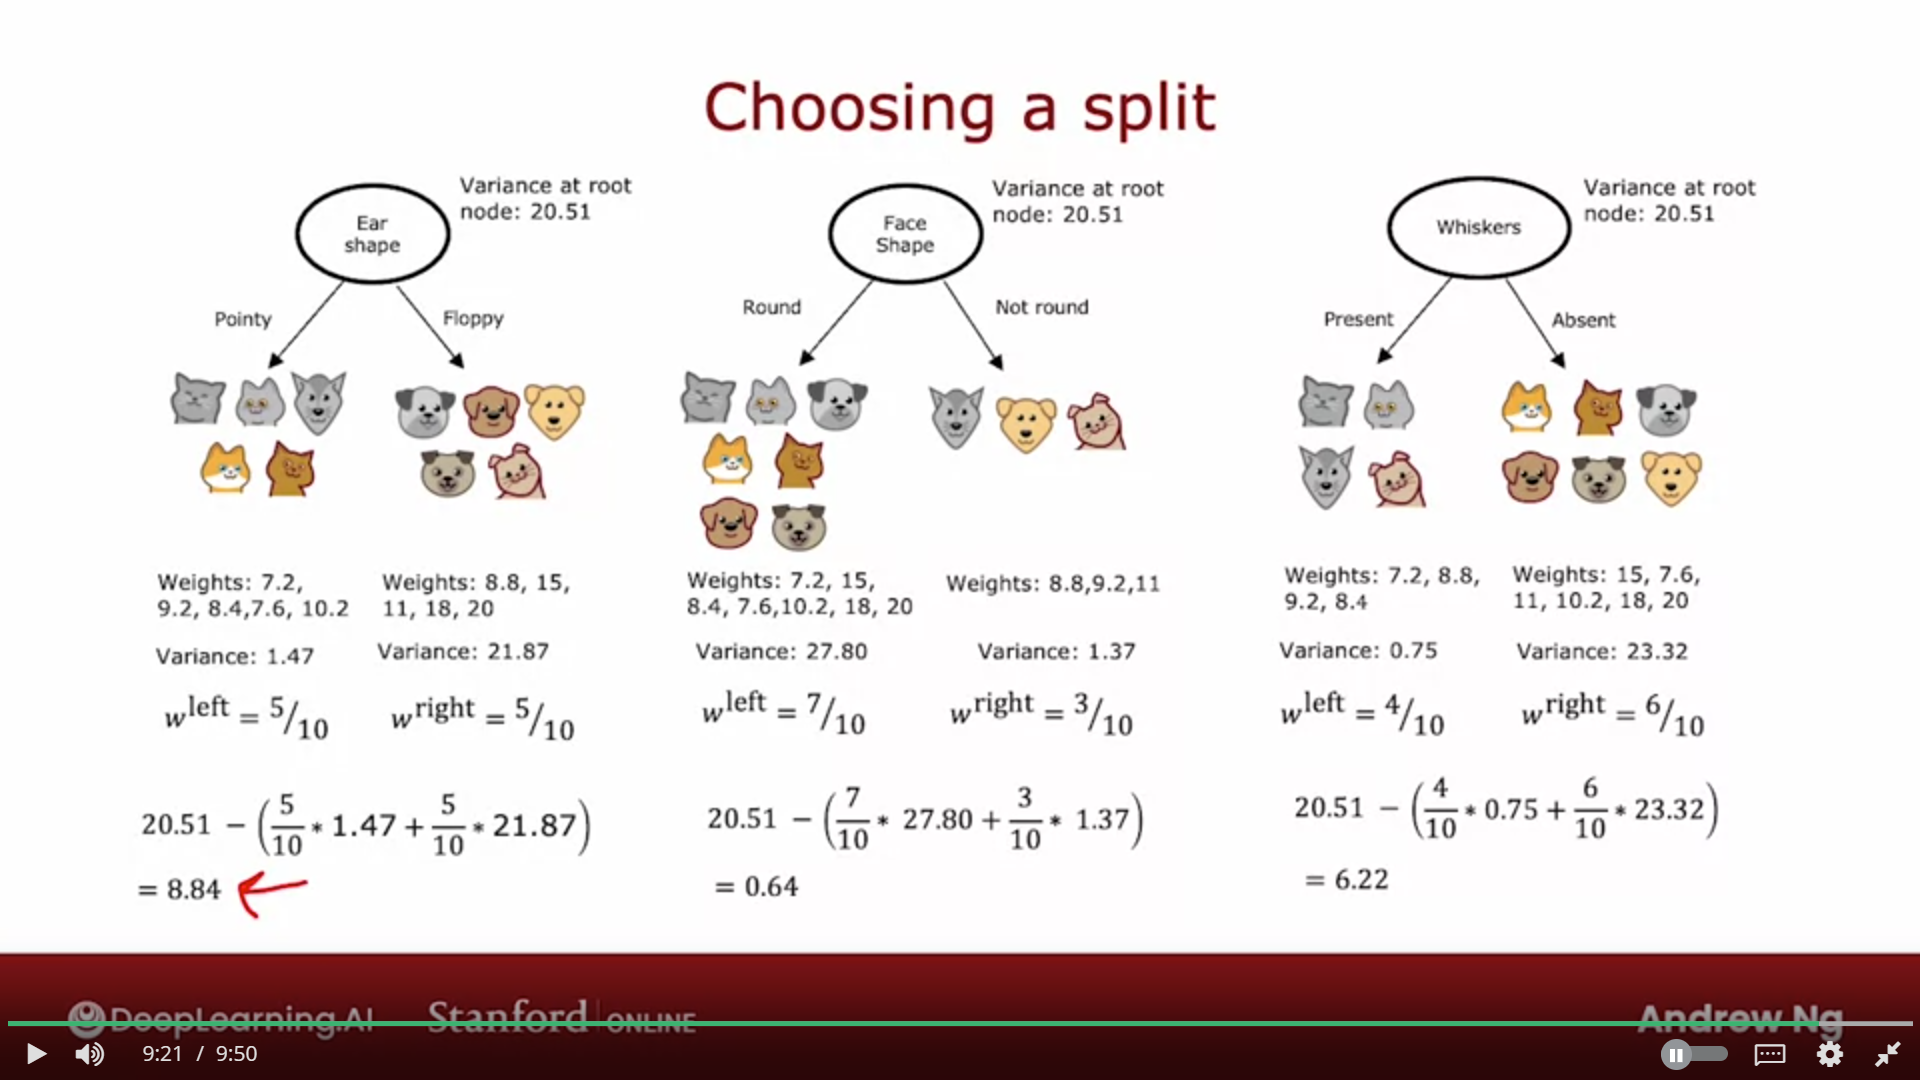 Choosing a split
Ear
shape
Variance at root
node: 20.51
Pointy
Floppy
Weights: 7.2,
9.2, 8.4,7.6, 10.2
Weights: 8.8, 15,
11, 18, 20
Variance: 1.47
Variance: 21.87
w^left = 5/10
w^right = 5/10
20.51 − (5/10 * 1.47 + 5/10 * 21.87)
= 8.84
Face
Shape
Variance at root
node: 20.51
Round
Not round
Weights: 7.2, 15,
8.4, 7.6,10.2, 18, 20
Weights: 8.8,9.2,11
Variance: 27.80
Variance: 1.37
w^left = 7/10
w^right = 3/10
20.51 − (7/10 * 27.80 + 3/10 * 1.37)
= 0.64
Whiskers
Variance at root
node: 20.51
Present
Absent
Weights: 7.2, 8.8,
9.2, 8.4
Weights: 15, 7.6,
11, 10.2, 18, 20
Variance: 0.75
Variance: 23.32
w^left = 4/10
w^right = 6/10
20.51 − (4/10 * 0.75 + 6/10 * 23.32)
= 6.22
DeepLearning.AI
Stanford | ONLINE
Andrew Ng
9:21 / 9:50